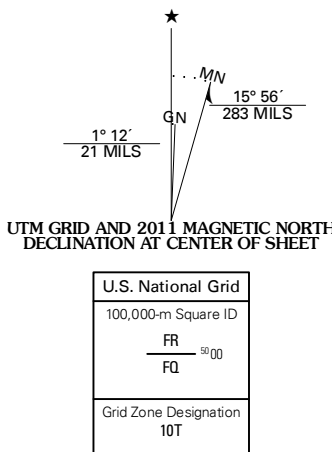 ★
MN
GN
15° 56´
283 MILS
1° 12´
21 MILS
UTM GRID AND 2011 MAGNETIC NORTH
DECLINATION AT CENTER OF SHEET
U.S. National Grid
100,000-m Square ID
FR
5000
FQ
Grid Zone Designation
10T